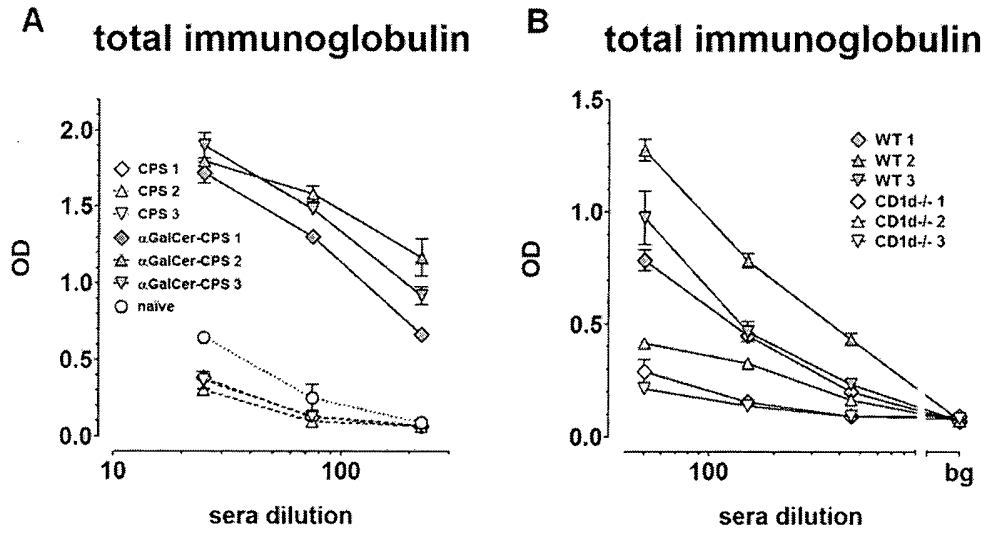 A
total immunoglobulin
2.0
1.5
1.0
0.5
0.0
OD
CPS 1
CPS 2
CPS 3
αGalCer-CPS 1
αGalCer-CPS 2
αGalCer-CPS 3
naïve
10
100
sera dilution
B
total immunoglobulin
1.5
1.0
0.5
0.0
OD
WT 1
WT 2
WT 3
CD1d-/- 1
CD1d-/- 2
CD1d-/- 3
100
bg
sera dilution